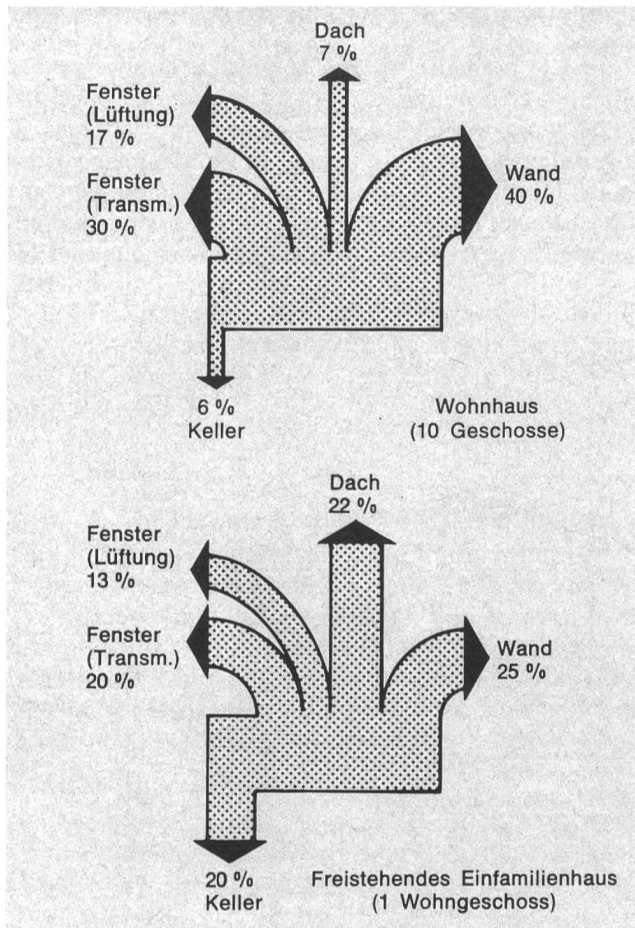 Dach
7 %
Fenster
(Lüftung)
17 %
Fenster
(Transm.)
30 %
Wand
40 %
6 %
Keller
Wohnhaus
(10 Geschosse)
Dach
22 %
Fenster
(Lüftung)
13 %
Fenster
(Transm.)
20 %
Wand
25 %
20 %
Keller
Freistehendes Einfamilienhaus
(1 Wohngeschoss)